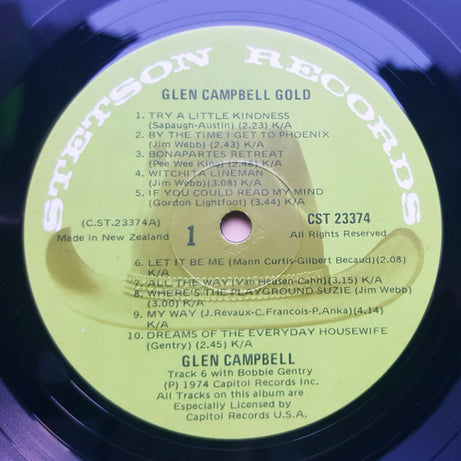 STETSON RECORDS
GLEN CAMPBELL GOLD
1. TRY A LITTLE KINDNESS
(Sapaugh-Austin) (2.23) K/A
2. BY THE TIME I GET TO PHOENIX
(Jim Webb) (2.43) K/A
3. BONAPARTES RETREAT
(Pee Wee King) (2.46) K/A
4. WITCHITA LINEMAN
(Jim Webb)(3.08) K/A
5. IF YOU COULD READ MY MIND
(Gordon Lightfoot) (3.44) K/A
(C.ST.23374A)
Made in New Zealand
1
CST 23374
All Rights Reserved
6. LET IT BE ME (Mann Curtis-Gilbert Becaud)(2.08)
K/A
7. ALL THE WAY (Van Heusen-Cahn)(3.15) K/A
8. WHERE'S THE PLAYGROUND SUZIE (Jim Webb)
(3.00) K/A
9. MY WAY (J.Revaux-C.Francois-P.Anka)(4.14)
K/A
10. DREAMS OF THE EVERYDAY HOUSEWIFE
(Gentry) (2.45) K/A
GLEN CAMPBELL
Track 6 with Bobbie Gentry
(P) 1974 Capitol Records Inc.
All Tracks on this album are
Especially Licensed by
Capitol Records U.S.A.